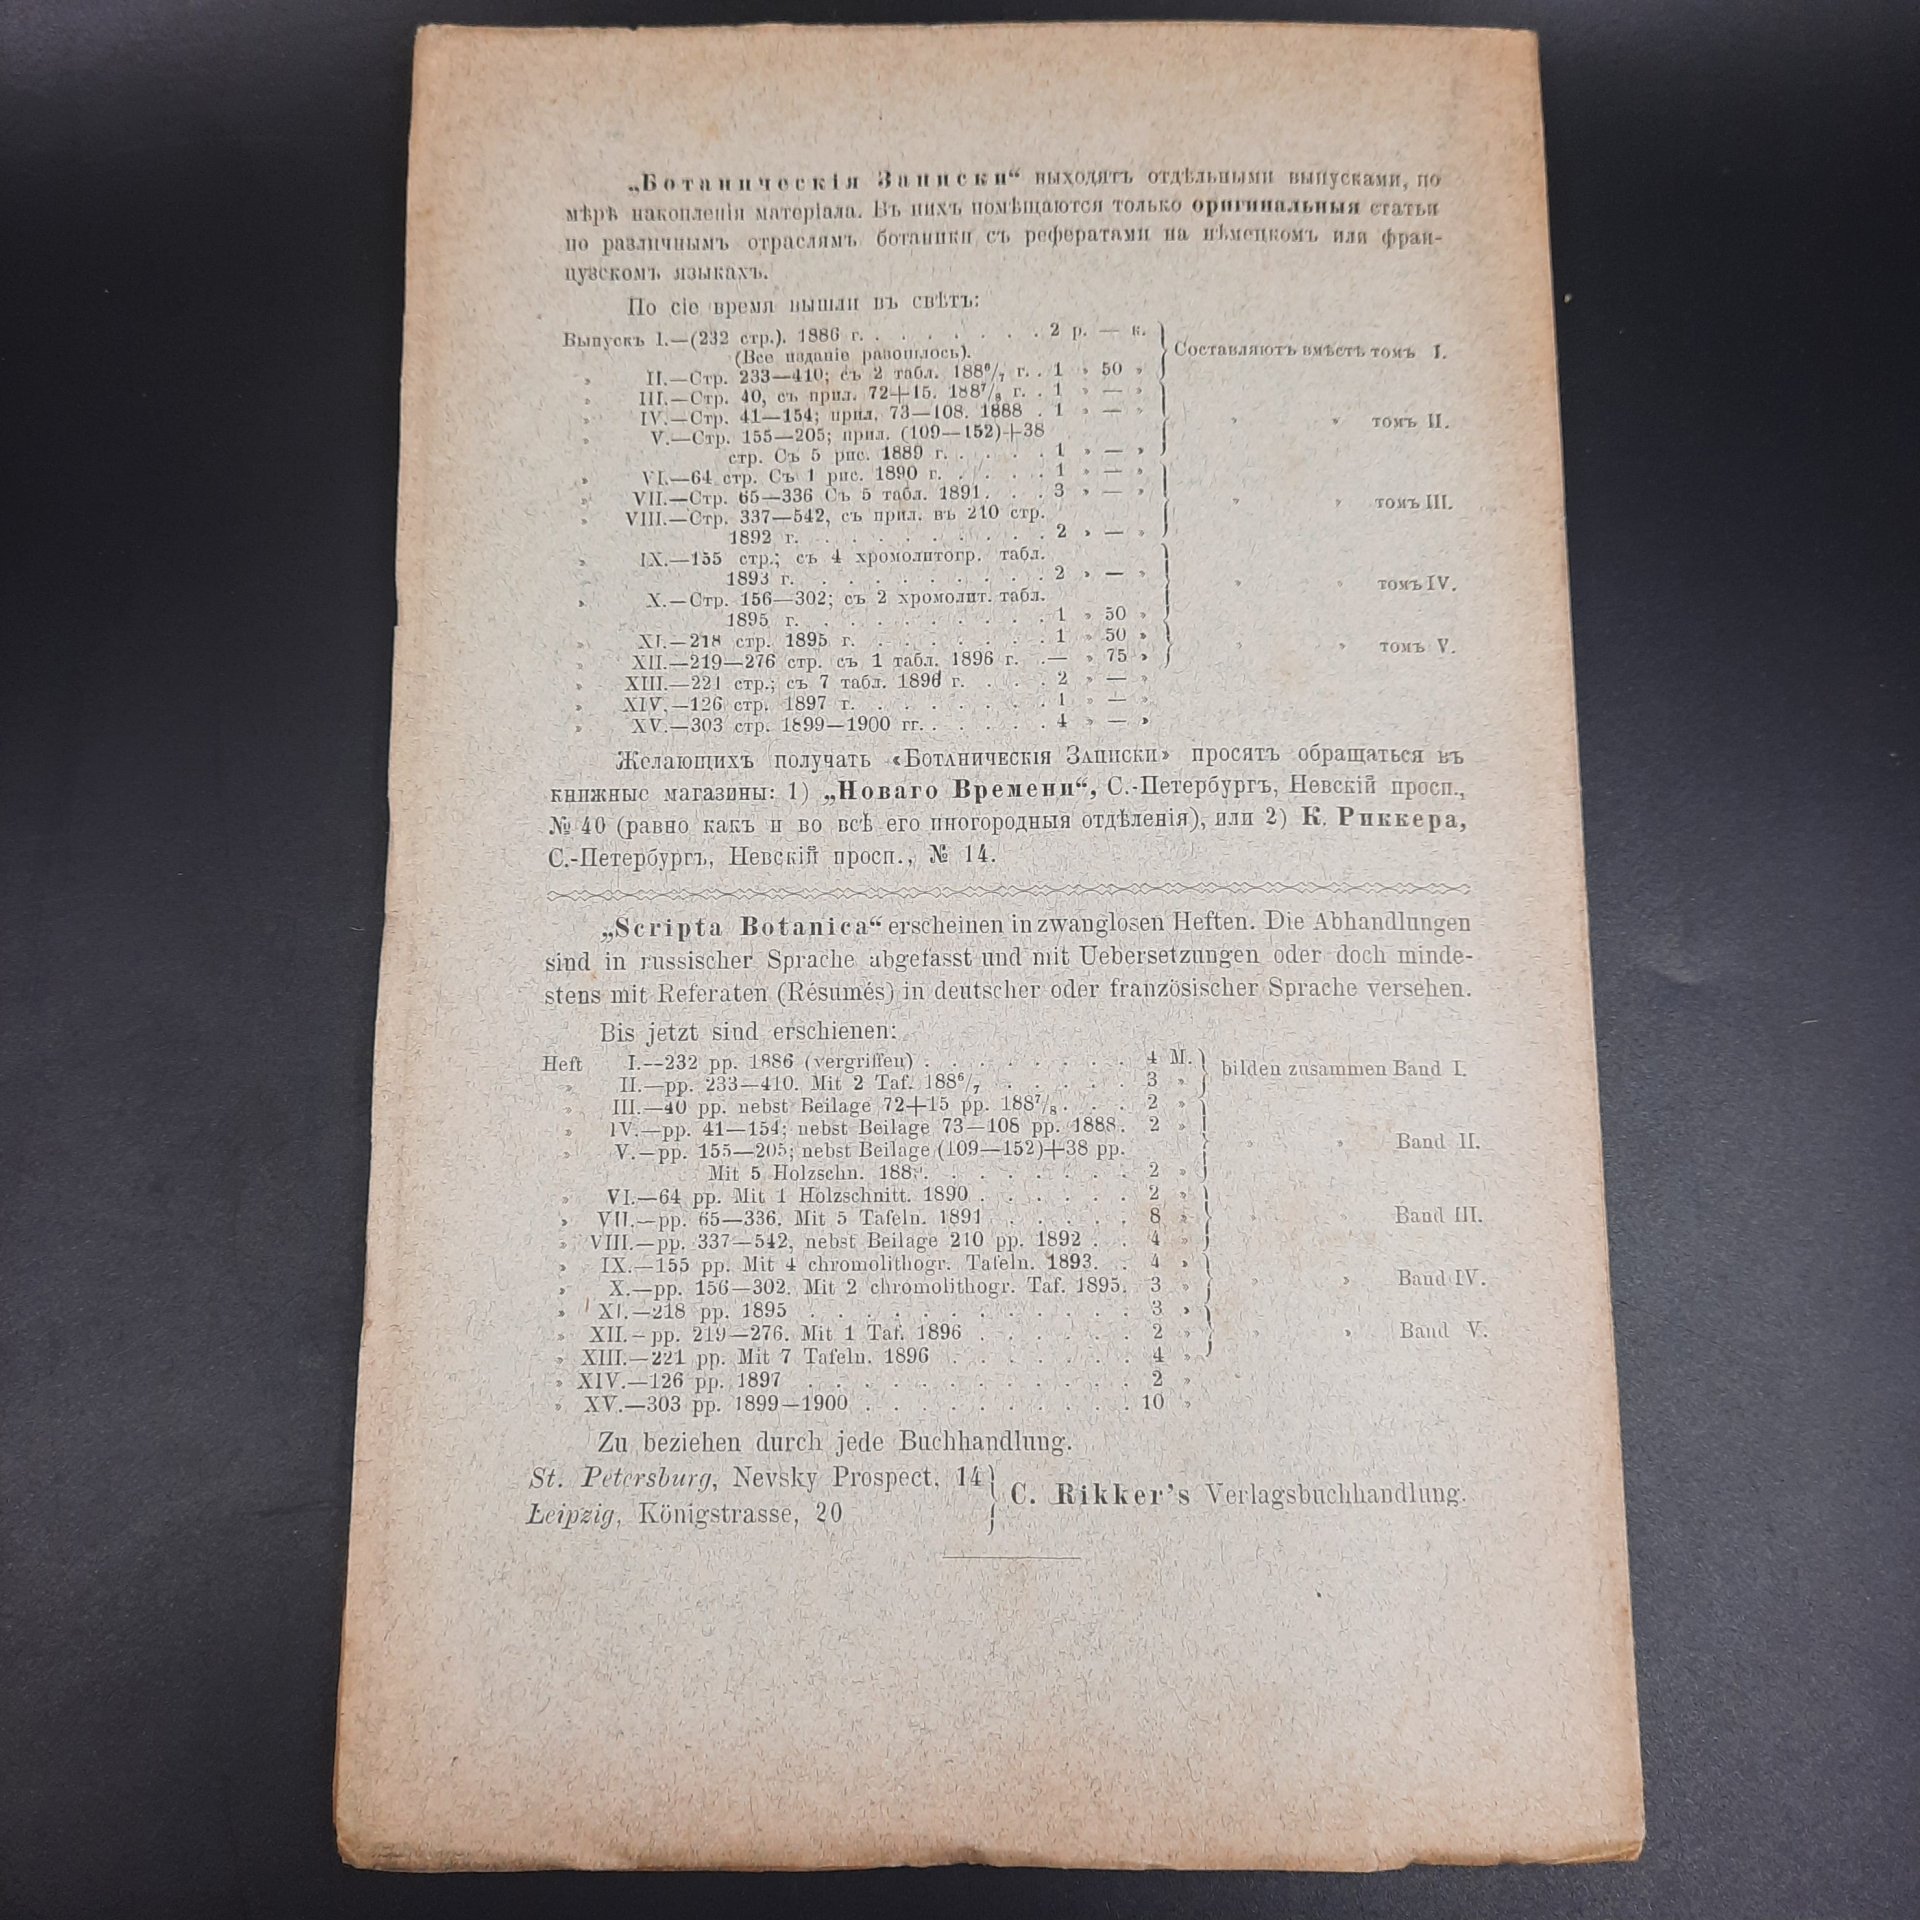 „Ботаническія Записки“ выходятъ отдѣльными выпусками, по
мѣрѣ накопленія матеріала. Въ нихъ помѣщаются только оригинальныя статьи
по различнымъ отраслямъ ботаники съ рефератами на нѣмецкомъ или фран-
цузскомъ языкахъ.
По сіе время вышли въ свѣтъ:
Выпускъ I.—(232 стр.). 1886 г. . . . . . . . 2 р. — к. Составляютъ вмѣстѣ томъ I.
(Все изданіе разошлось).
» II.—Стр. 233—410; съ 2 табл. 188⁶/₇ г. . 1 » 50 »
» III.—Стр. 40, съ прил. 72+15. 188⁷/₈ г. . 1 » — »
» IV.—Стр. 41—154; прил. 73—108. 1888 . 1 » — » » » томъ II.
» V.—Стр. 155—205; прил. (109—152)+38
стр. Съ 5 рис. 1889 г. . . . . 1 » — »
» VI.—64 стр. Съ 1 рис. 1890 г. . . . . 1 » — »
» VII.—Стр. 65—336 Съ 5 табл. 1891. . . 3 » — » » » томъ III.
» VIII.—Стр. 337—542, съ прил. въ 210 стр.
1892 г. . . . . . . . . . 2 » — »
» IX.—155 стр.; съ 4 хромолитогр. табл.
1893 г. . . . . . . . . . 2 » — » » » томъ IV.
» X.—Стр. 156—302; съ 2 хромолит. табл.
1895 г. . . . . . . . . . 1 » 50 »
» XI.—218 стр. 1895 г. . . . . . . . 1 » 50 » » » томъ V.
» XII.—219—276 стр. съ 1 табл. 1896 г. .— » 75 »
» XIII.—221 стр.; съ 7 табл. 1896 г. . . . 2 » — »
» XIV.—126 стр. 1897 г. . . . . . . . 1 » — »
» XV.—303 стр. 1899—1900 гг. . . . . . 4 » — »
Желающихъ получать «Ботаническія Записки» просятъ обращаться въ
книжные магазины: 1) „Новаго Времени“, С.-Петербургъ, Невскій просп.,
№ 40 (равно какъ и во всѣ его иногородныя отдѣленія), или 2) К. Риккера,
С.-Петербургъ, Невскій просп., № 14.
„Scripta Botanica“ erscheinen in zwanglosen Heften. Die Abhandlungen
sind in russischer Sprache abgefasst und mit Uebersetzungen oder doch minde-
stens mit Referaten (Résumés) in deutscher oder französischer Sprache versehen.
Bis jetzt sind erschienen:
Heft I.—232 pp. 1886 (vergriffen) . . . . . . . . 4 M. bilden zusammen Band I.
» II.—pp. 233—410. Mit 2 Taf. 188⁶/₇ . . . . . 3 »
» III.—40 pp. nebst Beilage 72+15 pp. 188⁷/₈ . . . 2 »
» IV.—pp. 41—154; nebst Beilage 73—108 pp. 1888. 2 » » » Band II.
» V.—pp. 155—205; nebst Beilage (109—152)+38 pp.
Mit 5 Holzschn. 188 . . . . . . . . 2 »
» VI.—64 pp. Mit 1 Holzschnitt. 1890 . . . . . . 2 »
» VII.—pp. 65—336. Mit 5 Tafeln. 1891 . . . . . 8 » » » Band III.
» VIII.—pp. 337—542, nebst Beilage 210 pp. 1892 . . 4 »
» IX.—155 pp. Mit 4 chromolithogr. Tafeln. 1893. . 4 » » » Band IV.
» X.—pp. 156—302. Mit 2 chromolithogr. Taf. 1895. 3 »
» XI.—218 pp. 1895 . . . . . . . . . . . . 3 »
» XII.—pp. 219—276. Mit 1 Taf. 1896 . . . . . . 2 » » » Band V.
» XIII.—221 pp. Mit 7 Tafeln. 1896 . . . . . . . 4 »
» XIV.—126 pp. 1897 . . . . . . . . . . . . 2 »
» XV.—303 pp. 1899—1900 . . . . . . . . . . 10 »
Zu beziehen durch jede Buchhandlung.
St. Petersburg, Nevsky Prospect, 14
Leipzig, Königstrasse, 20
C. Rikker's Verlagsbuchhandlung.